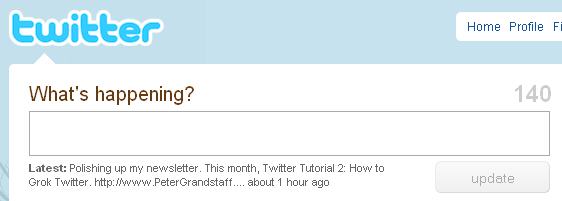 twitter
Home Profile Fi
What's happening? 140
Latest: Polishing up my newsletter. This month, Twitter Tutorial 2: How to
Grok Twitter. http://www.PeterGrandstaff.... about 1 hour ago
update